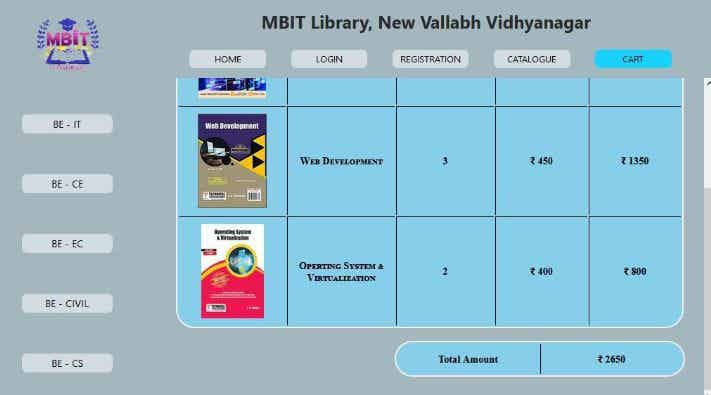 MBIT Library, New Vallabh Vidhyanagar
MBIT
HOME
LOGIN
REGISTRATION
CATALOGUE
CART
BE - IT
BE - CE
BE - EC
BE - CIVIL
BE - CS
Web Development
Web Development
3
₹ 450
₹ 1350
Operating System
& Virtualization
Operting System &
Virtualization
2
₹ 400
₹ 800
Total Amount
₹ 2650